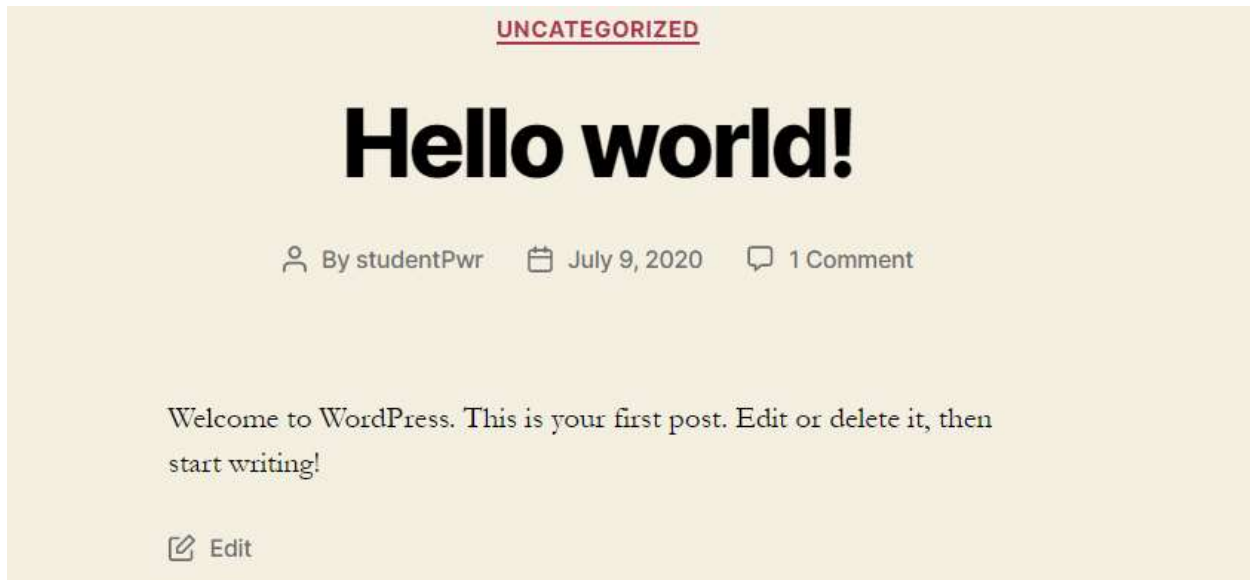 UNCATEGORIZED
Hello world!
By studentPwr July 9, 2020 1 Comment
Welcome to WordPress. This is your first post. Edit or delete it, then
start writing!
Edit